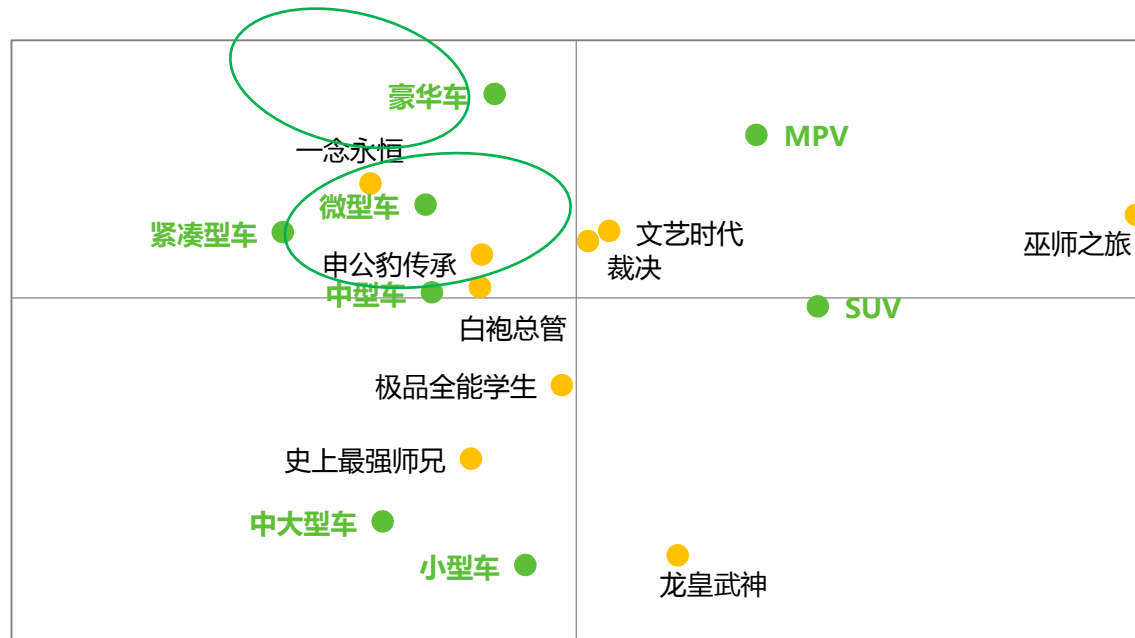 豪华车
MPV
一念永恒
微型车
紧凑型车
文艺时代
巫师之旅
申公豹传承
裁决
中型车
SUV
白袍总管
极品全能学生
史上最强师兄
中大型车
小型车
龙皇武神